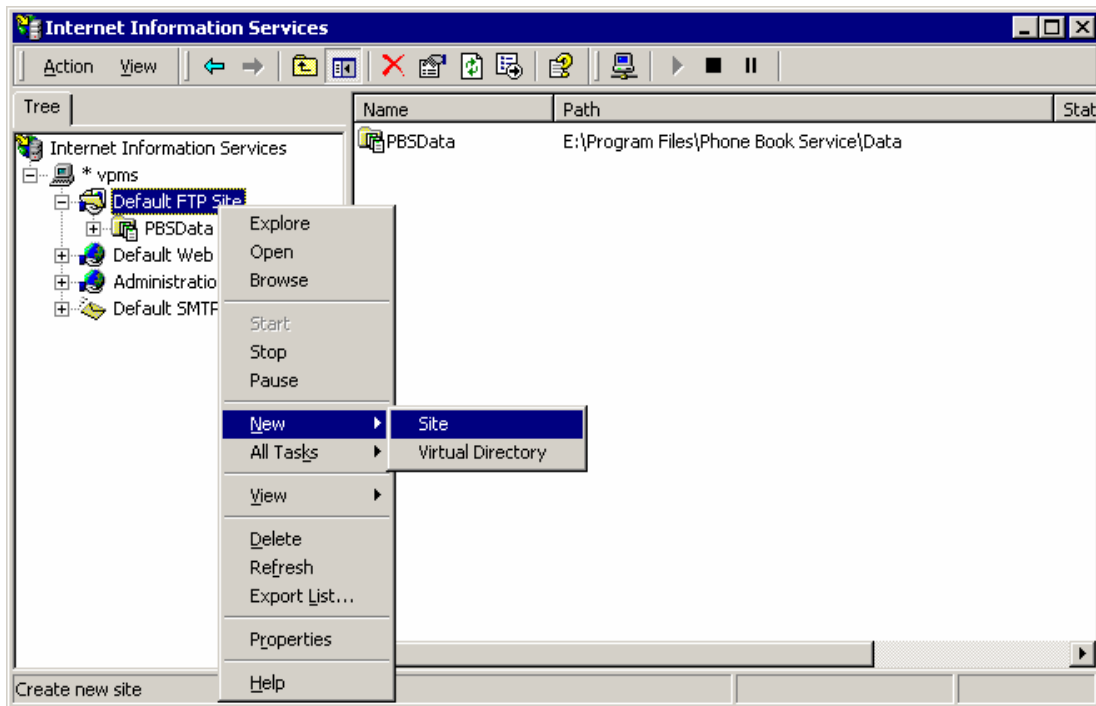 Internet Information Services
Action View
Tree
Name Path Stat
Internet Information Services
* vpms
Default FTP Site
PBSData
Default Web
Administratio
Default SMTP
PBSData E:\Program Files\Phone Book Service\Data
Explore
Open
Browse
Start
Stop
Pause
New
All Tasks
View
Delete
Refresh
Export List...
Properties
Help
Site
Virtual Directory
Create new site